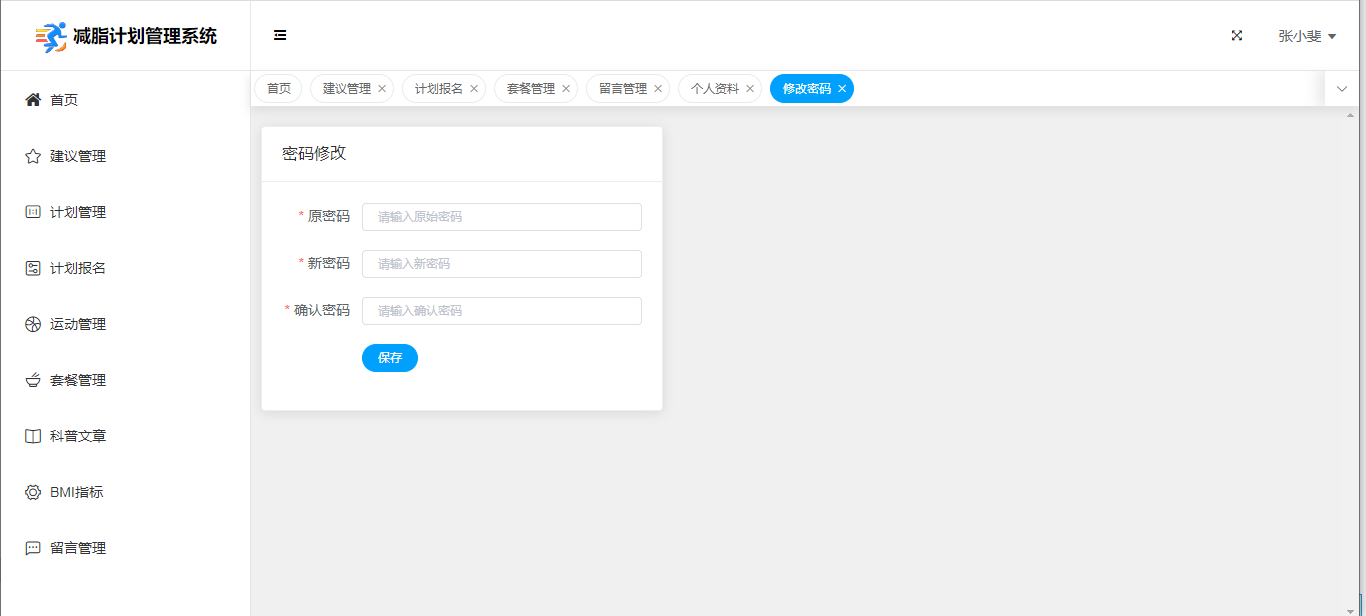 减脂计划管理系统
张小斐
首页
建议管理
计划报名
套餐管理
留言管理
个人资料
修改密码
首页
建议管理
计划管理
计划报名
运动管理
套餐管理
科普文章
BMI指标
留言管理
密码修改
* 原密码 请输入原始密码
* 新密码 请输入新密码
* 确认密码 请输入确认密码
保存